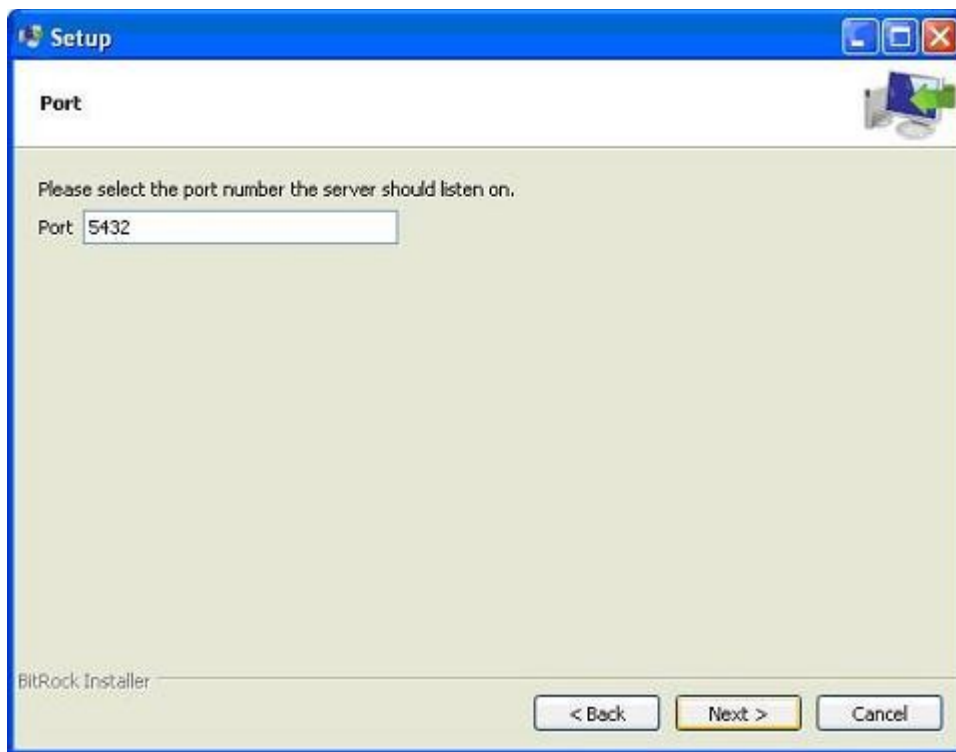 Setup
Port
Please select the port number the server should listen on.
Port 5432
BitRock Installer
< Back Next > Cancel